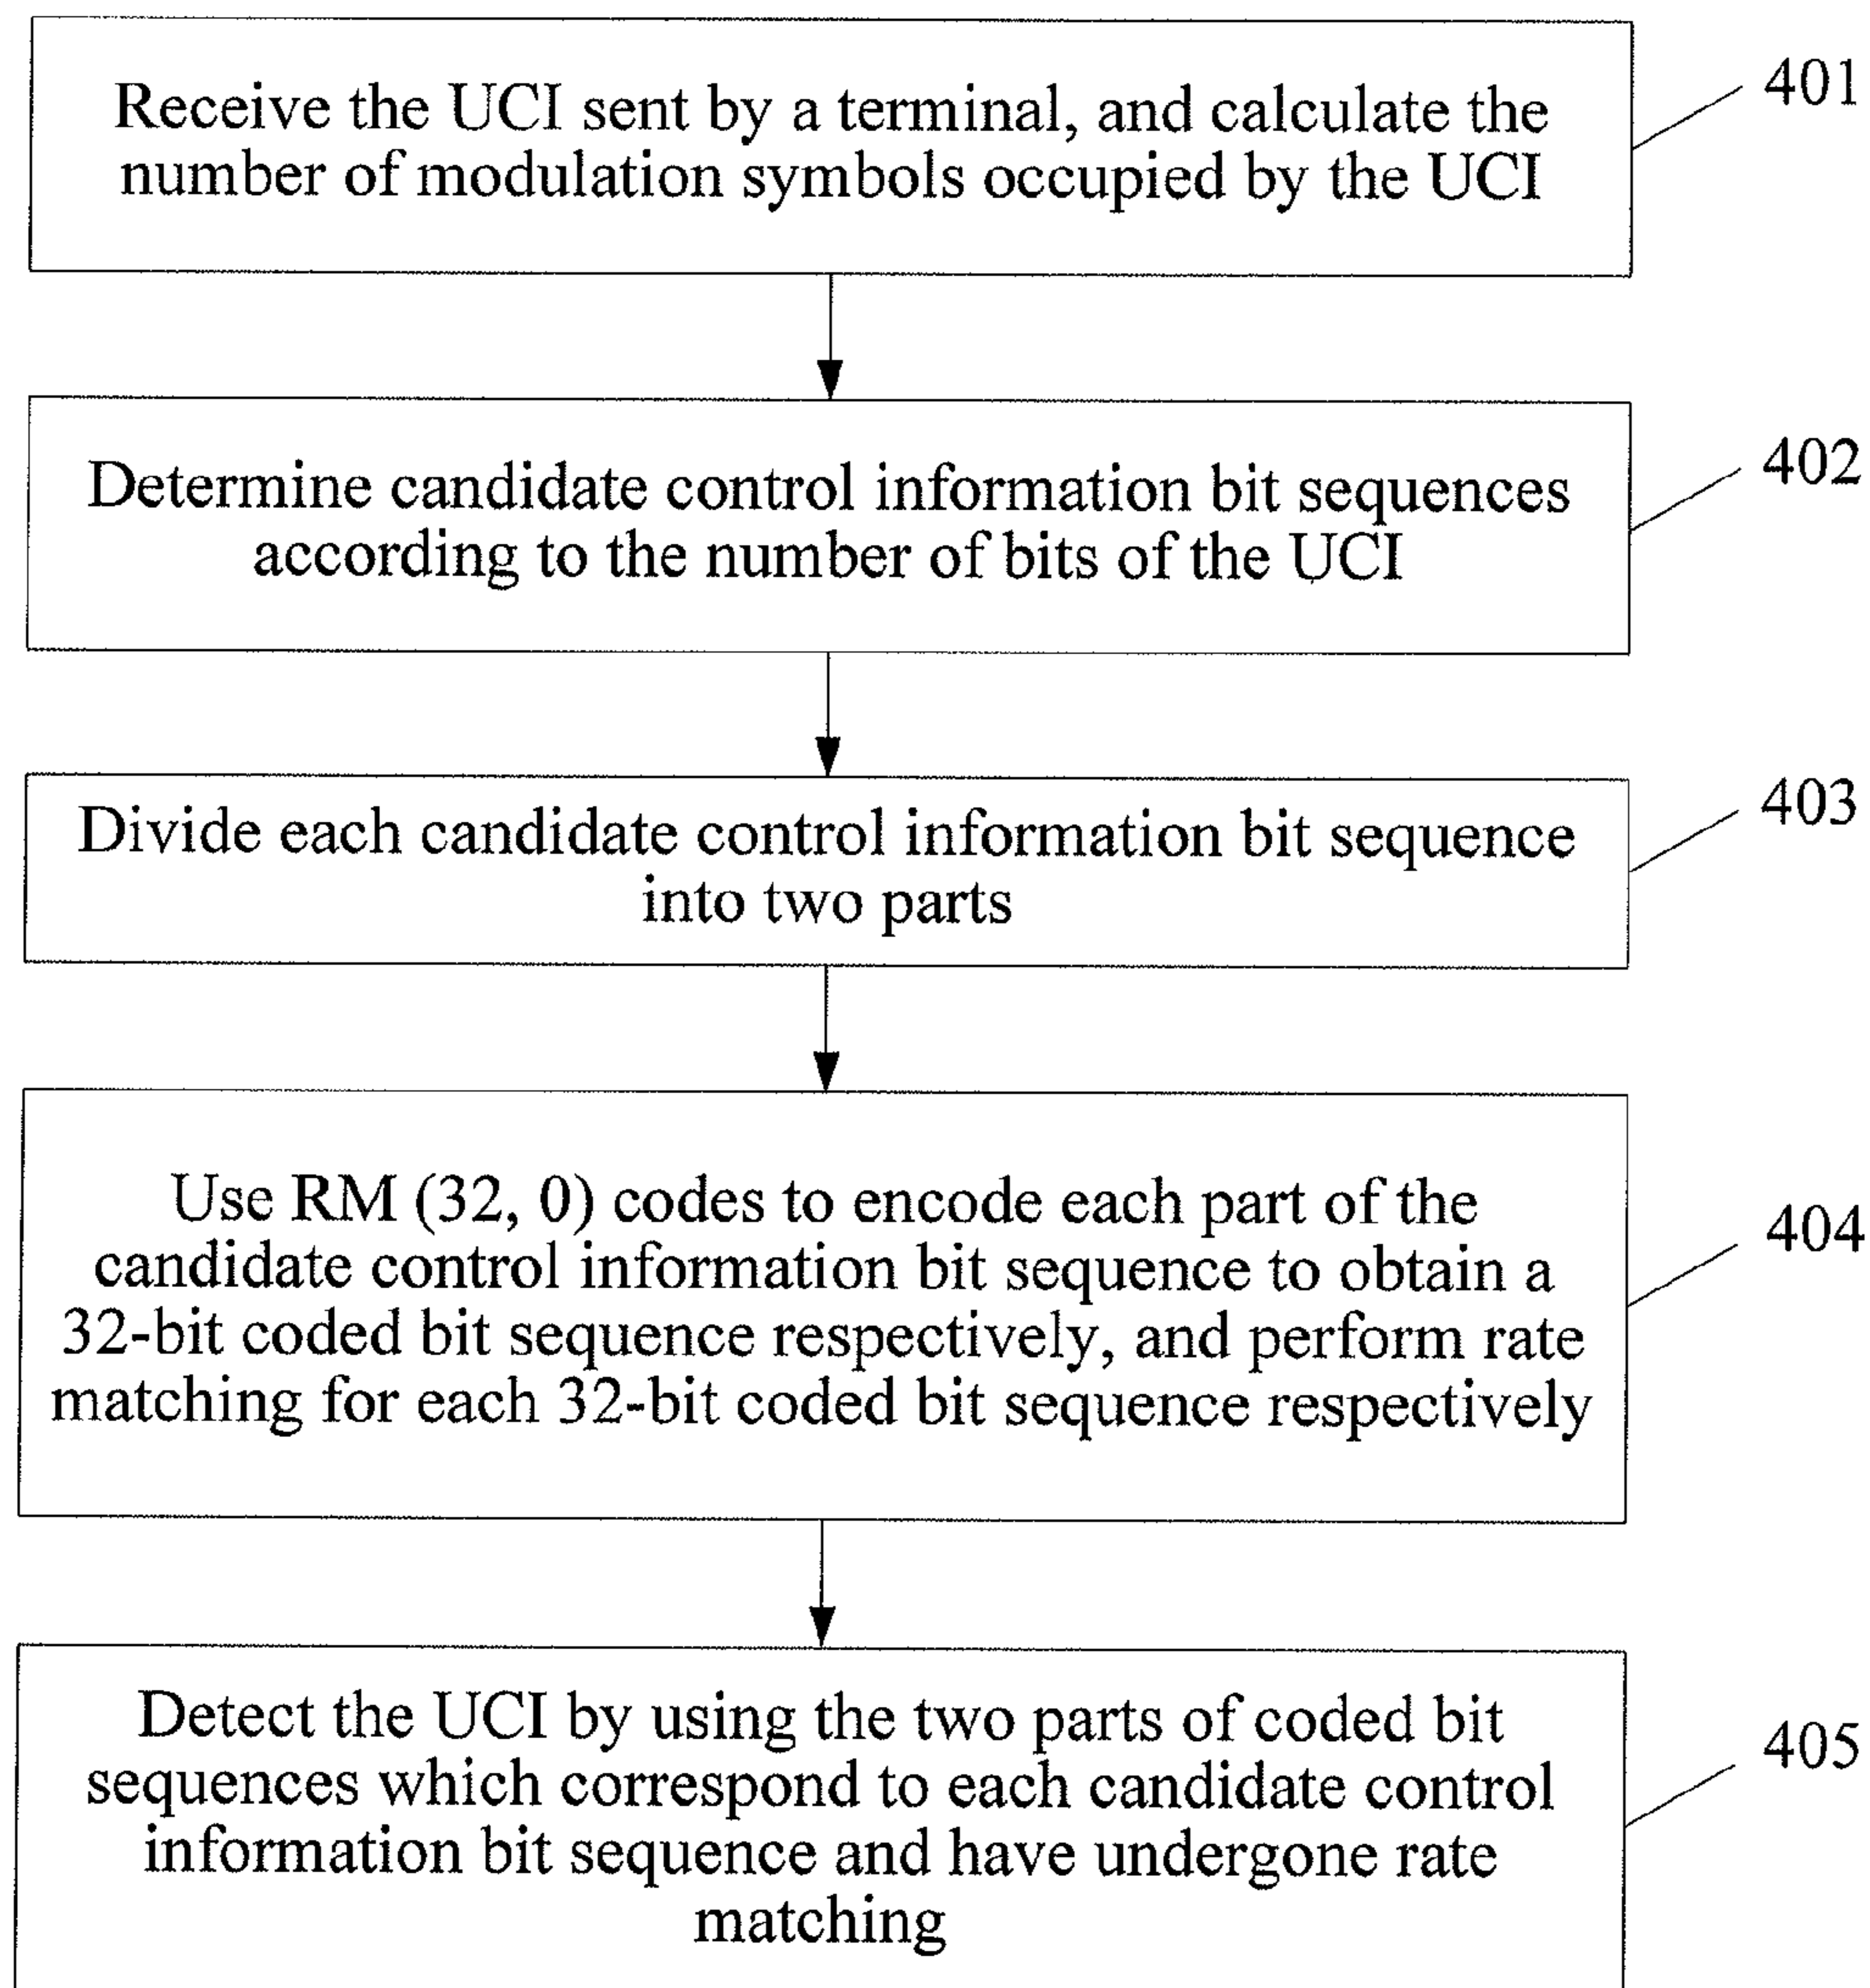 Receive the UCI sent by a terminal, and calculate the
number of modulation symbols occupied by the UCI
401
Determine candidate control information bit sequences
according to the number of bits of the UCI
402
Divide each candidate control information bit sequence
into two parts
403
Use RM (32, 0) codes to encode each part of the
candidate control information bit sequence to obtain a
32-bit coded bit sequence respectively, and perform rate
matching for each 32-bit coded bit sequence respectively
404
Detect the UCI by using the two parts of coded bit
sequences which correspond to each candidate control
information bit sequence and have undergone rate
matching
405